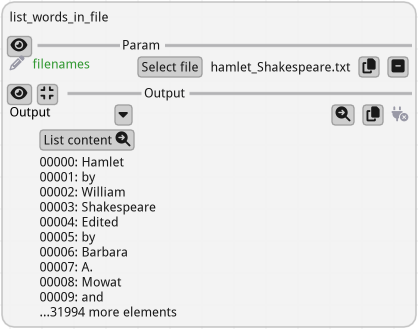 list_words_in_file
Param
filenames Select file hamlet_Shakespeare.txt
Output
Output
List content
00000: Hamlet
00001: by
00002: William
00003: Shakespeare
00004: Edited
00005: by
00006: Barbara
00007: A.
00008: Mowat
00009: and
...31994 more elements